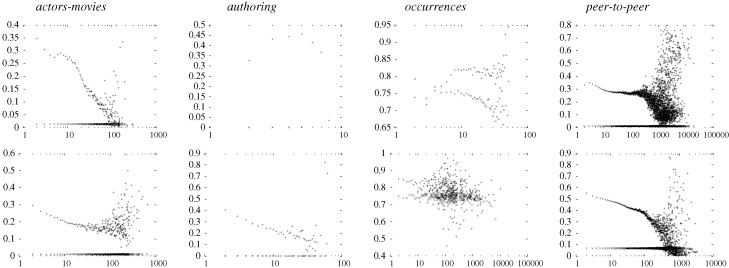 actors-movies authoring occurrences peer-to-peer
0.4 0.5 0.95 0.8
0.35 0.45 0.9 0.7
0.3 0.4 0.6
0.25 0.35 0.85 0.5
0.2 0.3 0.8 0.4
0.15 0.25 0.75 0.3
0.1 0.2 0.7 0.2
0.05 0.15 0.1
0 0.1 0.65 0
0.05
0
1 10 100 1000 1 10 1 10 100 1 10 100 1000 10000 100000
0.6 0.9 1 0.9
0.5 0.8 0.9 0.8
0.4 0.7 0.8 0.7
0.3 0.6 0.7 0.6
0.2 0.5 0.6 0.5
0.1 0.4 0.5 0.4
0 0.3 0.4 0.3
0.2 0.2
0.1 0.1
0 0
1 10 100 1000 1 10 100 1 10 100 1000 10000 100000 1 10 100 1000 10000